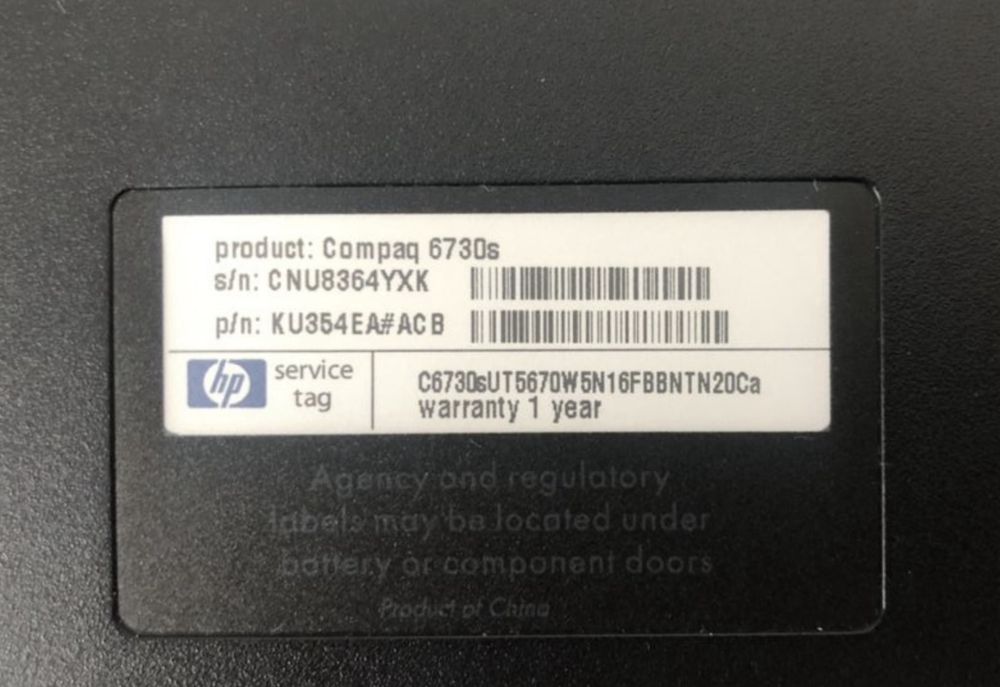 product: Compaq 6730s
s/n: CNU8364YXK
p/n: KU354EA#ACB
hp
service
tag
C6730sUT5670W5N16FBBNTN20Ca
warranty 1 year
Agency and regulatory
labels may be located under
battery or component doors
Product of China